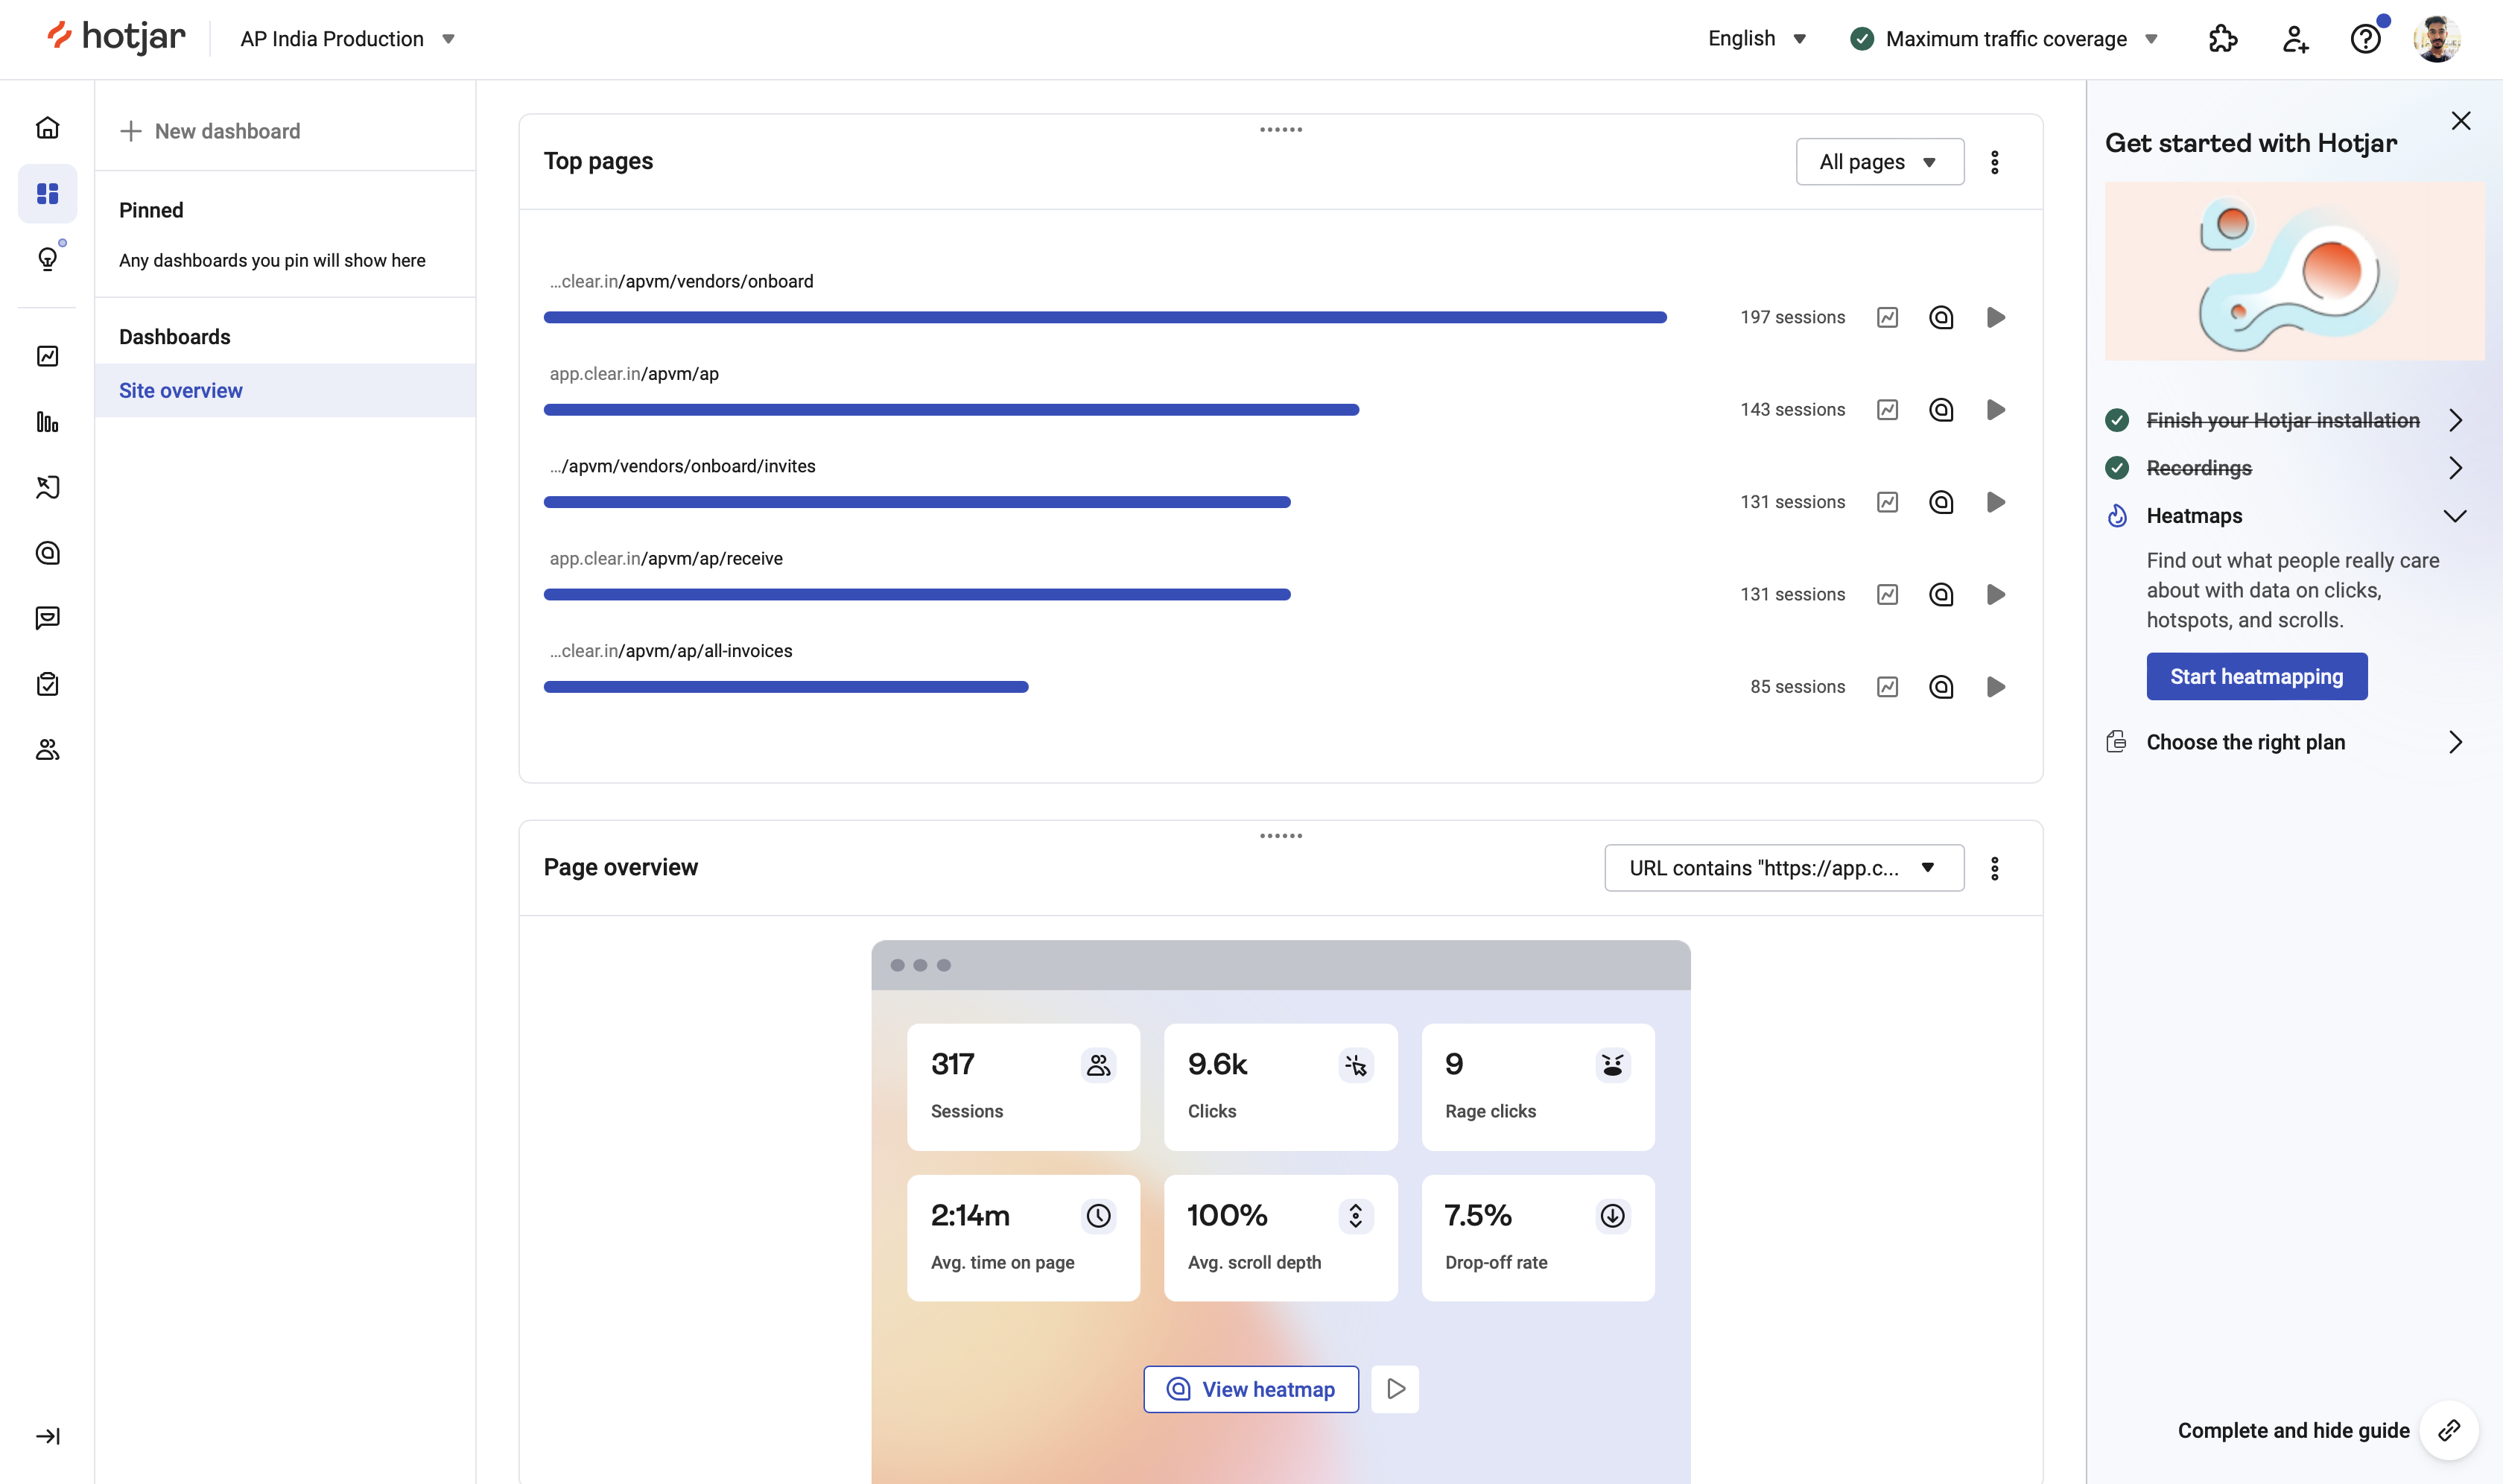 hotjar
AP India Production
English
Maximum traffic coverage
New dashboard
Pinned
Any dashboards you pin will show here
Dashboards
Site overview
Top pages
All pages
...clear.in/apvm/vendors/onboard
197 sessions
app.clear.in/apvm/ap
143 sessions
.../apvm/vendors/onboard/invites
131 sessions
app.clear.in/apvm/ap/receive
131 sessions
...clear.in/apvm/ap/all-invoices
85 sessions
Page overview
URL contains "https://app.c...
317
Sessions
9.6k
Clicks
9
Rage clicks
2:14m
Avg. time on page
100%
Avg. scroll depth
7.5%
Drop-off rate
View heatmap
Get started with Hotjar
Finish your Hotjar installation
Recordings
Heatmaps
Find out what people really care
about with data on clicks,
hotspots, and scrolls.
Start heatmapping
Choose the right plan
Complete and hide guide